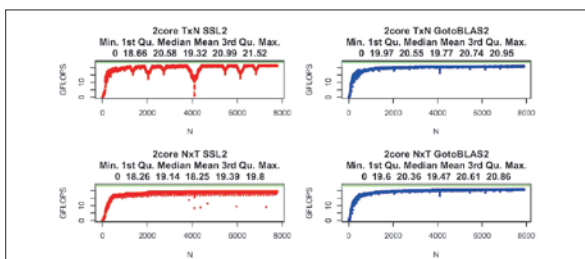 2core TxN SSL2
Min. 1st Qu. Median Mean 3rd Qu. Max.
0 18.66 20.58 19.32 20.99 21.52
GFLOPS
0 10
0 2000 4000 6000 8000
N
2core TxN GotoBLAS2
Min. 1st Qu. Median Mean 3rd Qu. Max.
0 19.97 20.55 19.77 20.74 20.95
GFLOPS
0 10
0 2000 4000 6000 8000
N
2core NxT SSL2
Min. 1st Qu. Median Mean 3rd Qu. Max.
0 18.26 19.14 18.25 19.39 19.8
GFLOPS
0 10
0 2000 4000 6000 8000
N
2core NxT GotoBLAS2
Min. 1st Qu. Median Mean 3rd Qu. Max.
0 19.6 20.36 19.47 20.61 20.86
GFLOPS
0 10
0 2000 4000 6000 8000
N